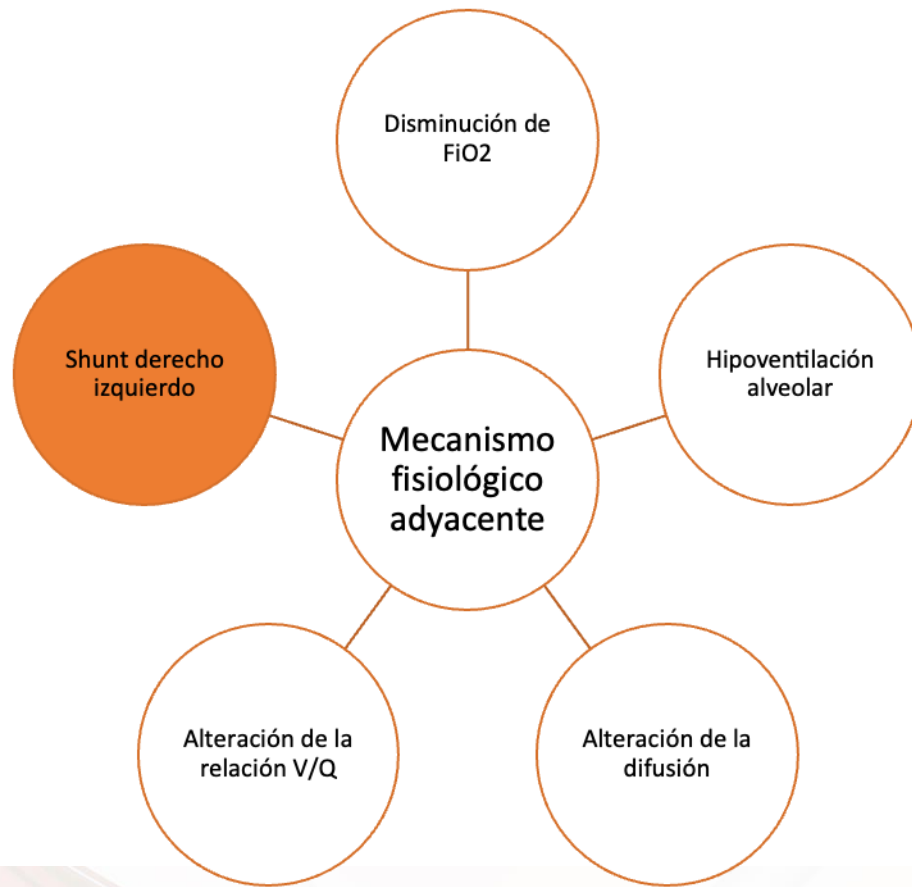 Disminución de
FiO2
Shunt derecho
izquierdo
Hipoventilación
alveolar
Mecanismo
fisiológico
adyacente
Alteración de la
relación V/Q
Alteración de la
difusión